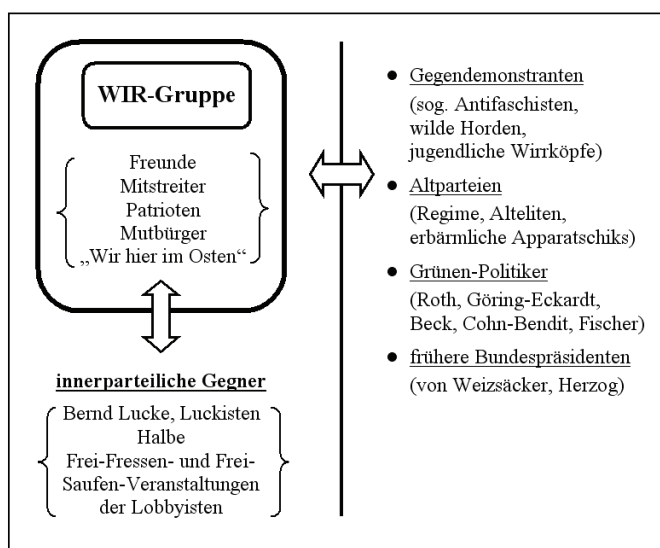 WIR-Gruppe
Freunde
Mitstreiter
Patrioten
Mutbürger
„Wir hier im Osten“
innerparteiliche Gegner
Bernd Lucke, Luckisten
Halbe
Frei-Fressen- und Frei-
Saufen-Veranstaltungen
der Lobbyisten
● Gegendemonstranten
(sog. Antifaschisten,
wilde Horden,
jugendliche Wirrköpfe)
● Altparteien
(Regime, Alteliten,
erbärmliche Apparatschiks)
● Grünen-Politiker
(Roth, Göring-Eckardt,
Beck, Cohn-Bendit, Fischer)
● frühere Bundespräsidenten
(von Weizsäcker, Herzog)